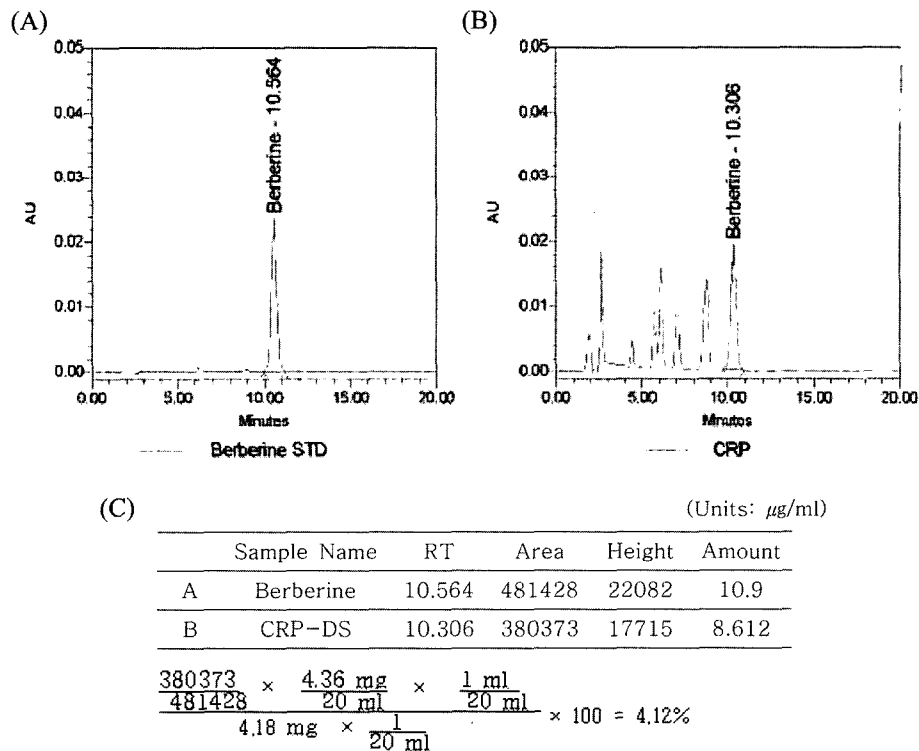 (A)
0.05
0.04
0.03
0.02
0.01
0.00
AU
Berberine - 10.564
0.00 5.00 10.00 15.00 20.00
Minutes
Berberine STD
(B)
0.05
0.04
0.03
0.02
0.01
0.00
AU
Berberine - 10.306
0.00 5.00 10.00 15.00 20.00
Minutes
CRP
(C)
(Units: µg/ml)
Sample Name RT Area Height Amount
A Berberine 10.564 481428 22082 10.9
B CRP-DS 10.306 380373 17715 8.612
380373 4.36 mg 1 ml
× ×
481428 20 ml 20 ml
× 100 = 4.12%
4.18 mg × 1
20 ml